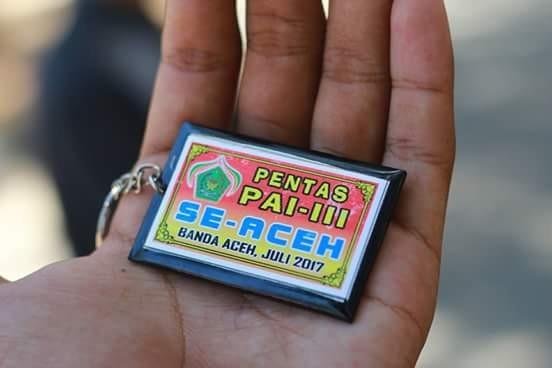 PENTAS
PAI-III
SE-ACEH
BANDA ACEH, JULI 2017